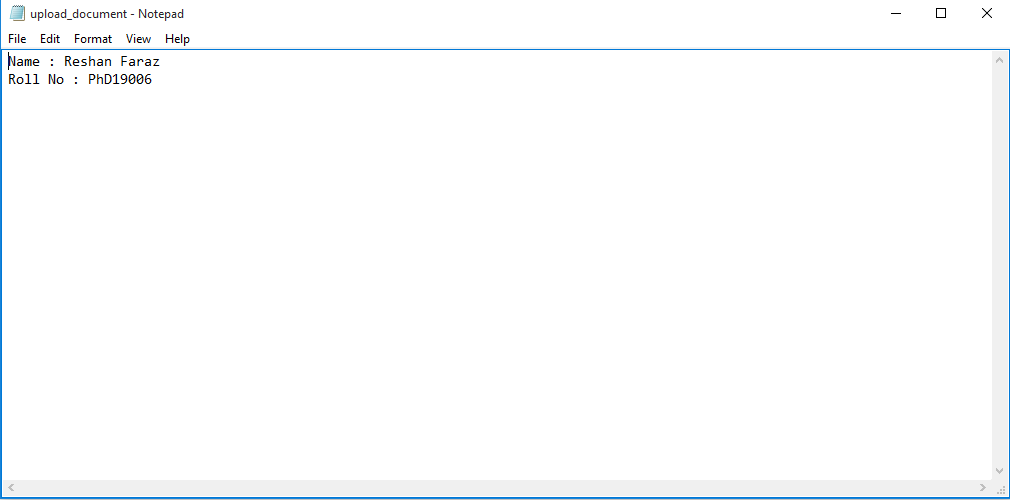 upload_document - Notepad
File Edit Format View Help
Name : Reshan Faraz
Roll No : PhD19006